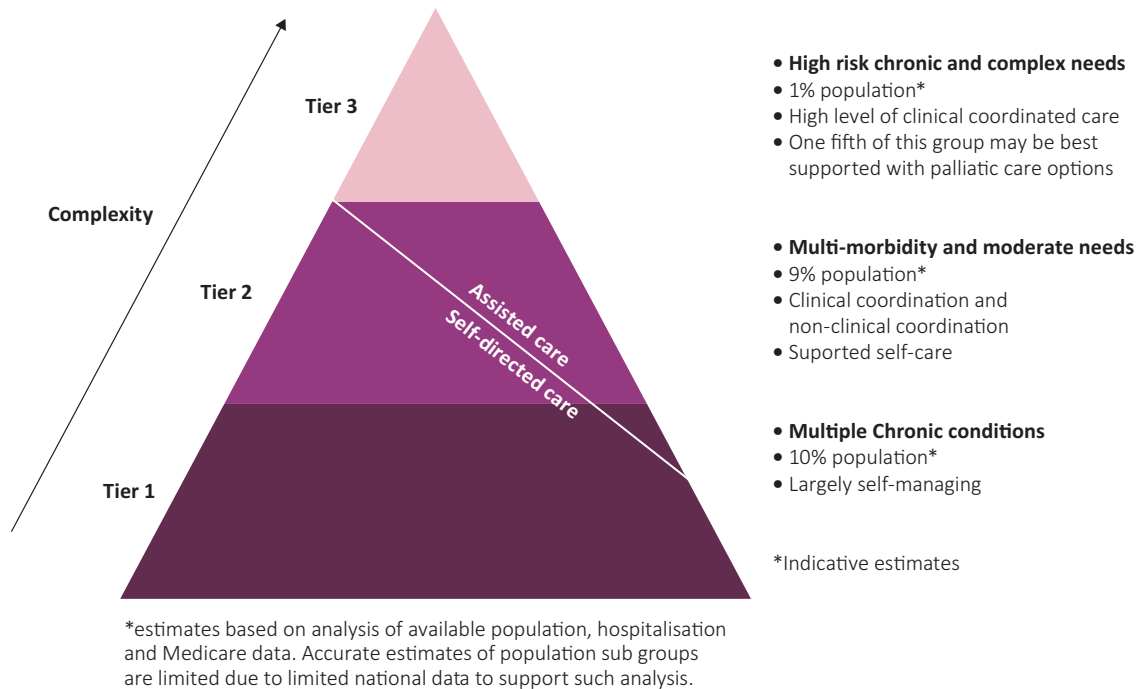 Complexity
Tier 3
Tier 2
Tier 1
Assisted care
Self-directed care
• High risk chronic and complex needs
• 1% population*
• High level of clinical coordinated care
• One fifth of this group may be best
supported with palliatic care options
• Multi-morbidity and moderate needs
• 9% population*
• Clinical coordination and
non-clinical coordination
• Suported self-care
• Multiple Chronic conditions
• 10% population*
• Largely self-managing
*Indicative estimates
*estimates based on analysis of available population, hospitalisation
and Medicare data. Accurate estimates of population sub groups
are limited due to limited national data to support such analysis.